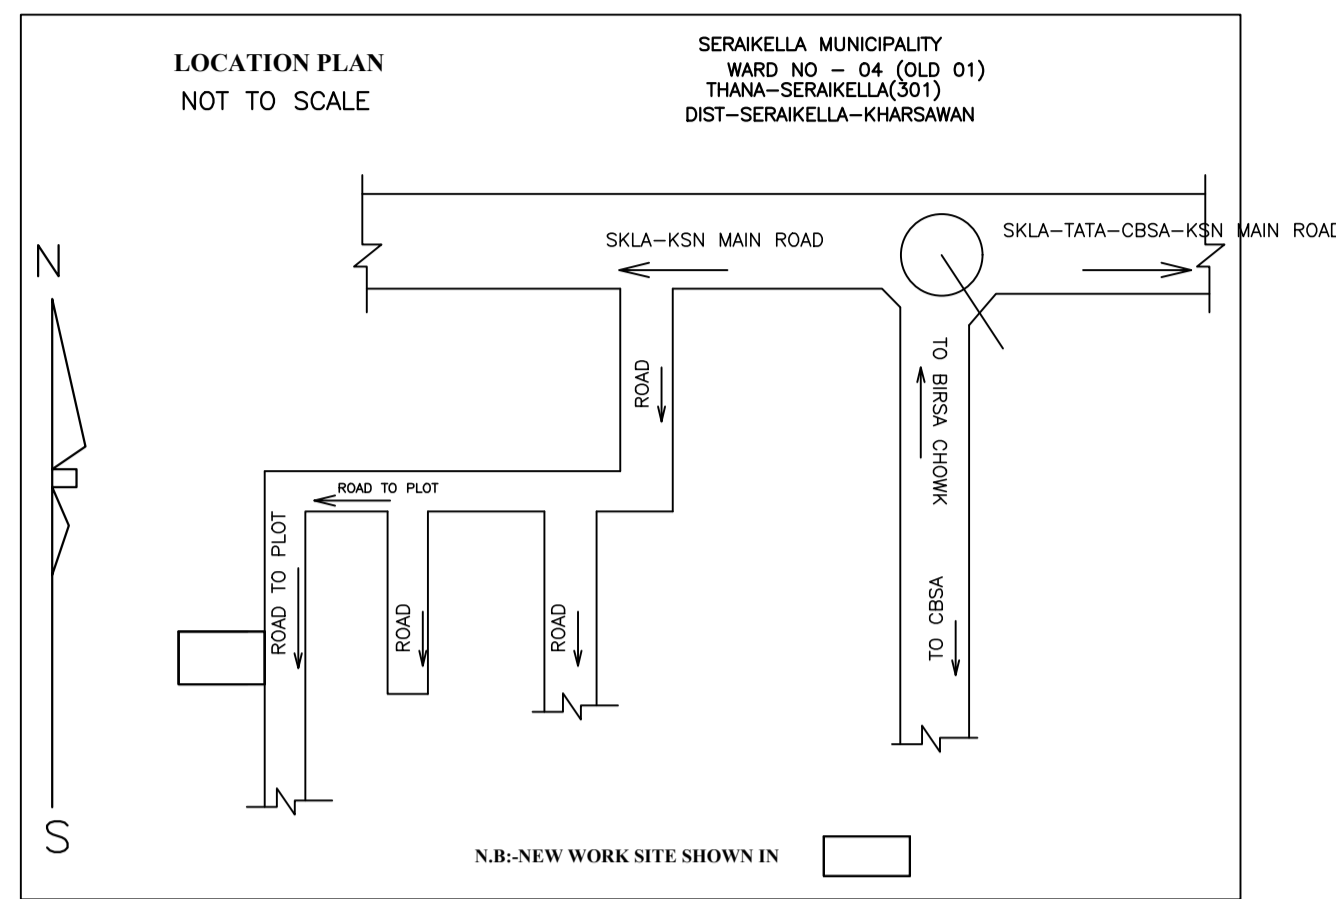 LOCATION PLAN
NOT TO SCALE
SERAIKELLA MUNICIPALITY
WARD NO - 04 (OLD 01)
THANA-SERAIKELLA(301)
DIST-SERAIKELLA-KHARSAWAN
N
SKLA-KSN MAIN ROAD
SKLA-TATA-CBSA-KSN MAIN ROAD
ROAD
TO BIRSA CHOWK
ROAD TO PLOT
ROAD TO PLOT
ROAD
ROAD
TO CBSA
S
N.B:-NEW WORK SITE SHOWN IN